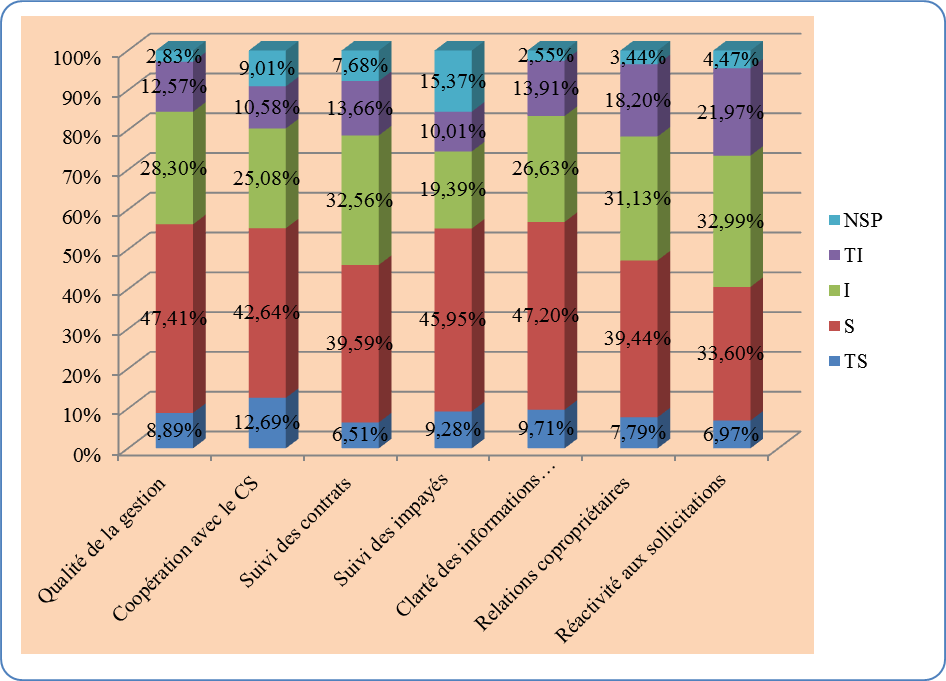 100%
90%
80%
70%
60%
50%
40%
30%
20%
10%
0%
2,83% 9,01% 7,68% 15,37% 2,55% 3,44% 4,47%
12,57% 10,58% 13,66% 10,01% 13,91% 18,20% 21,97%
28,30% 25,08% 32,56% 19,39% 26,63% 31,13% 32,99%
47,41% 42,64% 39,59% 45,95% 47,20% 39,44% 33,60%
8,89% 12,69% 6,51% 9,28% 9,71% 7,79% 6,97%
Qualité de la gestion
Coopération avec le CS
Suivi des contrats
Suivi des impayés
Clarté des informations…
Relations copropriétaires
Réactivité aux sollicitations
NSP
TI
I
S
TS